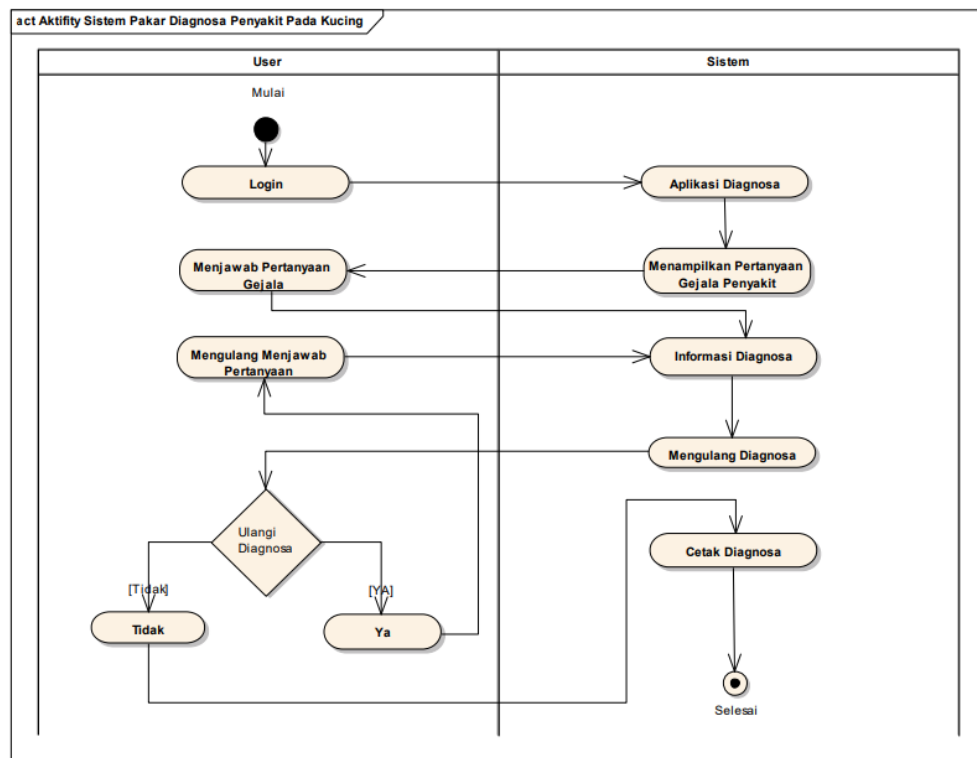 act Aktifity Sistem Pakar Diagnosa Penyakit Pada Kucing
User
Sistem
Mulai
Login
Aplikasi Diagnosa
Menjawab Pertanyaan
Gejala
Menampilkan Pertanyaan
Gejala Penyakit
Mengulang Menjawab
Pertanyaan
Informasi Diagnosa
Mengulang Diagnosa
Ulangi
Diagnosa
Cetak Diagnosa
[Tidak]
[YA]
Tidak
Ya
Selesai